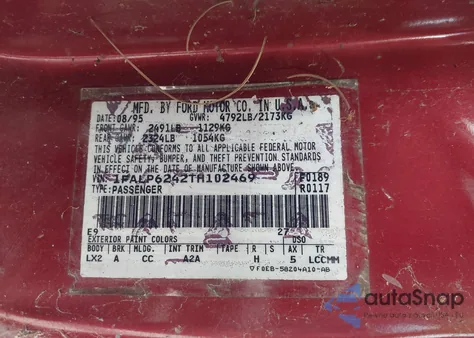 MFD. BY FORD MOTOR CO. IN U.S.A.
DATE: 08/95 GVWR: 4792LB/2173KG
FRONT GAWR: 2491LB 1129KG
REAR GAWR: 2324LB 1054KG
THIS VEHICLE CONFORMS TO ALL APPLICABLE FEDERAL MOTOR
VEHICLE SAFETY, BUMPER, AND THEFT PREVENTION STANDARDS
IN EFFECT ON THE DATE OF MANUFACTURE SHOWN ABOVE.
VIN: 1FALP6242TH102469 F0189
TYPE: PASSENGER R0117
E9 27
EXTERIOR PAINT COLORS DSO
BODY BRK MLDG. INT TRIM TAPE R S AX TR
LX2 A CC A2A H 5 LCCMM
▽F0EB-58204A10-AB
autoSnap